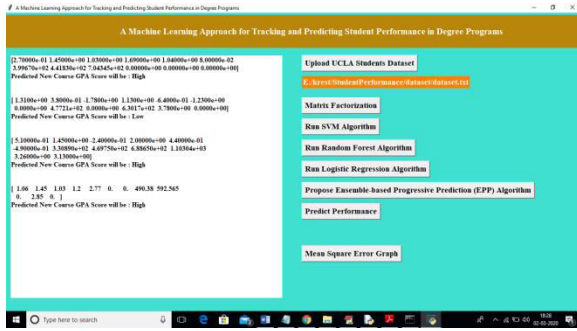 A Machine Learning Approach for Tracking and Predicting Student Performance in Degree Programs
A Machine Learning Approach for Tracking and Predicting Student Performance in Degree Programs
[2.70000e-01 1.45000e+00 1.03000e+00 1.69000e+00 1.04000e+00 8.00000e-02
3.99670e+02 4.41830e+02 7.04345e+02 0.00000e+00 0.00000e+00 0.00000e+00]
Predicted New Course GPA Score will be : High
[ 1.3100e+00 3.8000e-01 -1.7800e+00 1.1300e+00 -6.4000e-01 -1.2300e+00
0.0000e+00 4.7721e+02 0.0000e+00 6.3017e+02 3.7800e+00 0.0000e+00]
Predicted New Course GPA Score will be : Low
[ 5.10000e-01 1.45000e+00 -2.40000e-01 2.00000e+00 4.40000e-01
-4.90000e-01 3.30890e+02 4.69750e+02 6.88650e+02 1.10304e+03
3.26000e+00 3.13000e+00]
Predicted New Course GPA Score will be : High
[ 1.06 1.45 1.03 1.2 2.77 0. 0. 490.38 592.565
0. 2.85 0. ]
Predicted New Course GPA Score will be : High
Upload UCLA Students Dataset
E:/krest/StudentPerformance/dataset/dataset.txt
Matrix Factorization
Run SVM Algorithm
Run Random Forest Algorithm
Run Logistic Regression Algorithm
Propose Ensemble-based Progressive Prediction (EPP) Algorithm
Predict Performance
Mean Square Error Graph
Type here to search
18:28
02-03-2020